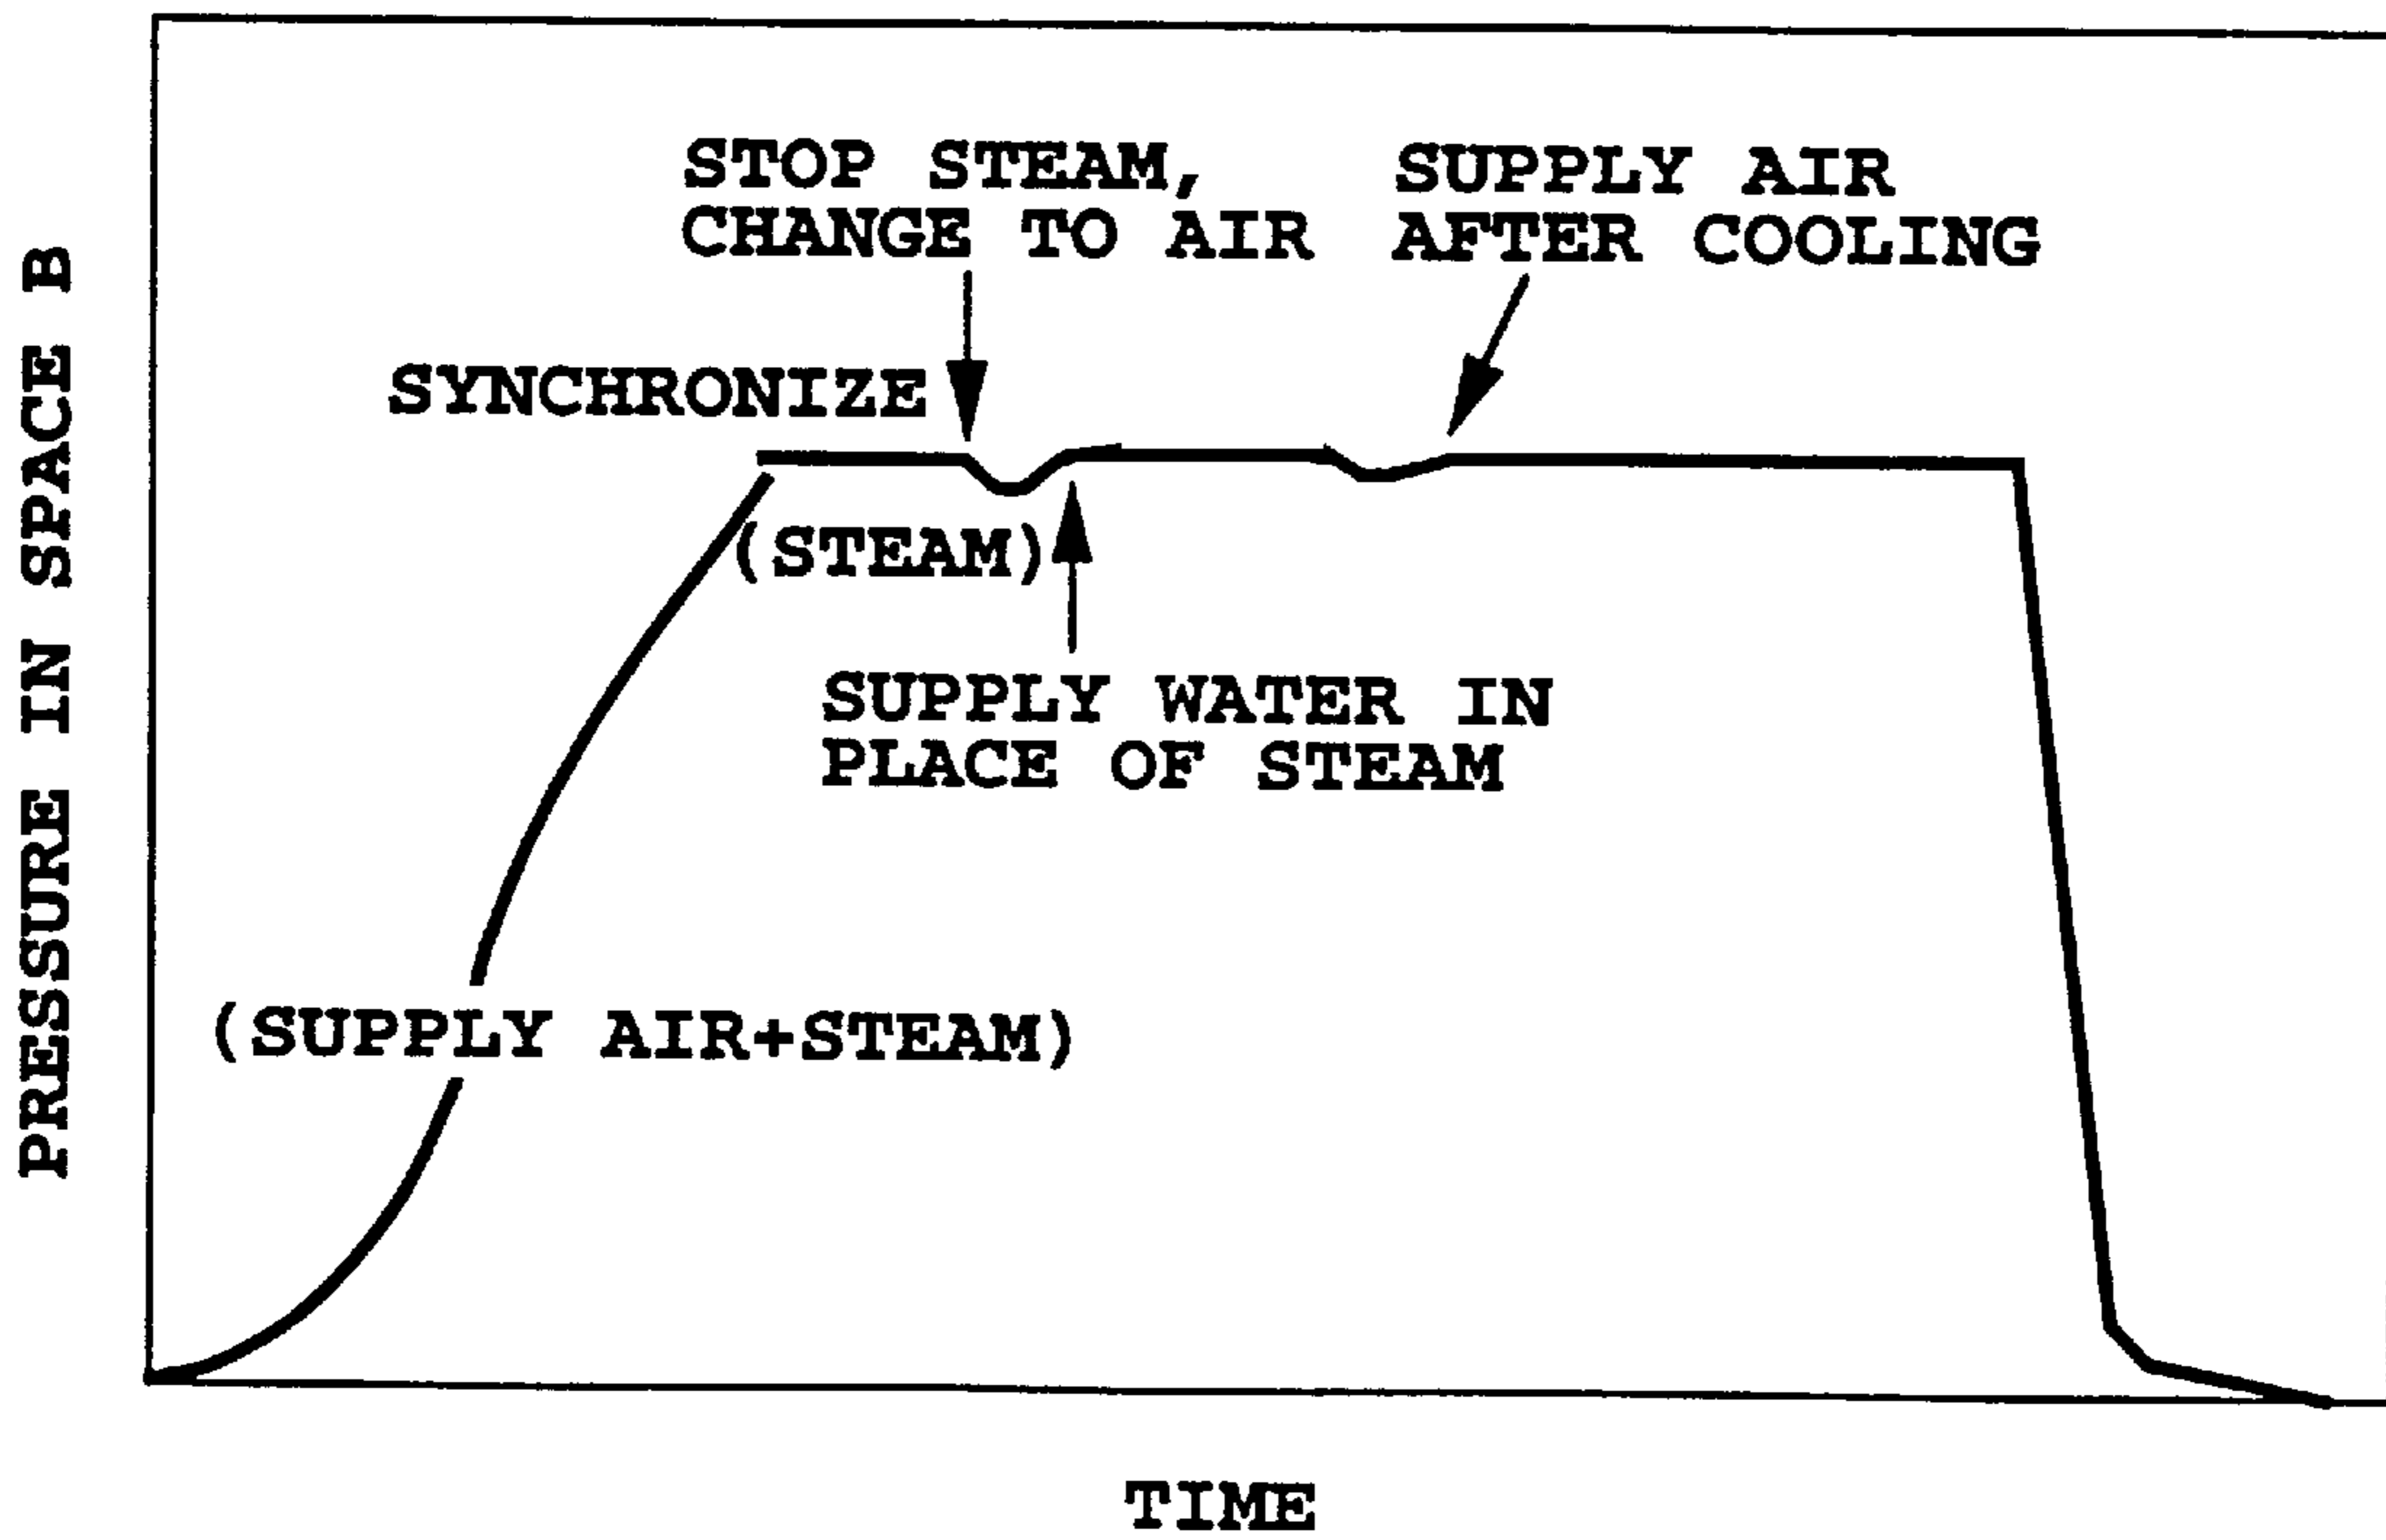 STOP STEAM,
CHANGE TO AIR
SUPPLY AIR
AFTER COOLING
SYNCHRONIZE
(STEAM)
SUPPLY WATER IN
PLACE OF STEAM
(SUPPLY AIR+STEAM)
PRESSURE IN SPACE B
TIME